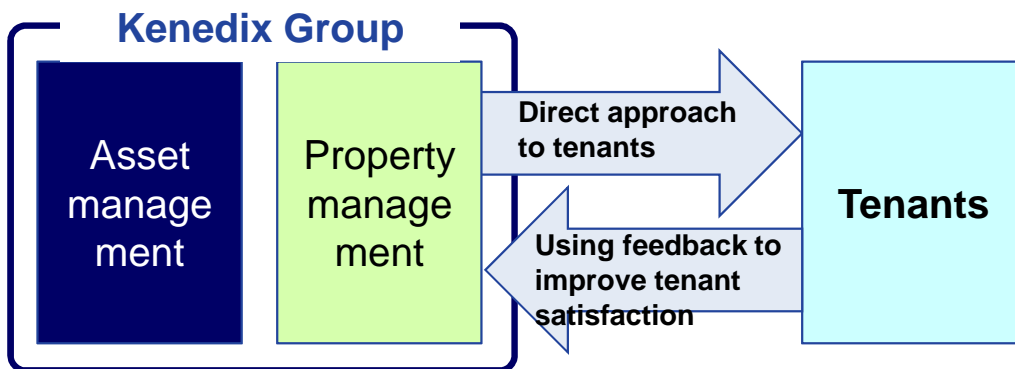 Kenedix Group
Asset
manage
ment
Property
manage
ment
Direct approach
to tenants
Using feedback to
improve tenant
satisfaction
Tenants